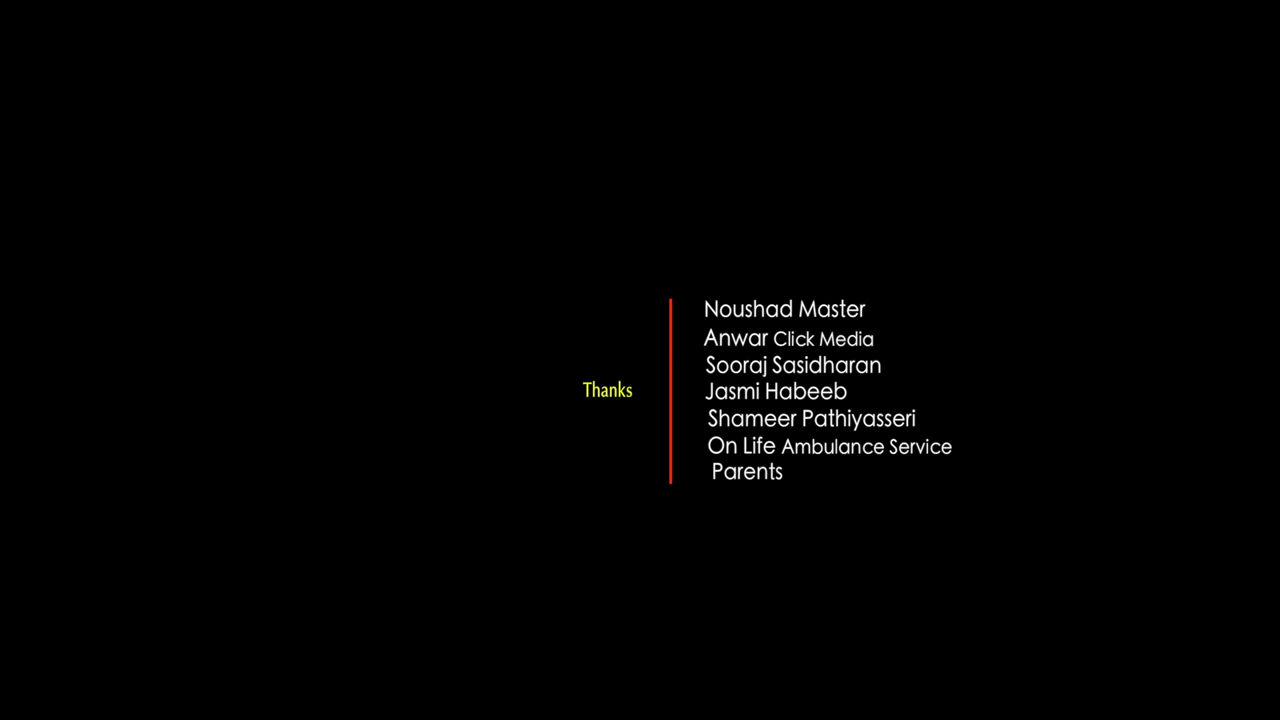 Noushad Master
Anwar Click Media
Sooraj Sasidharan
Thanks
Jasmi Habeeb
Shameer Pathiyasseri
On Life Ambulance Service
Parents